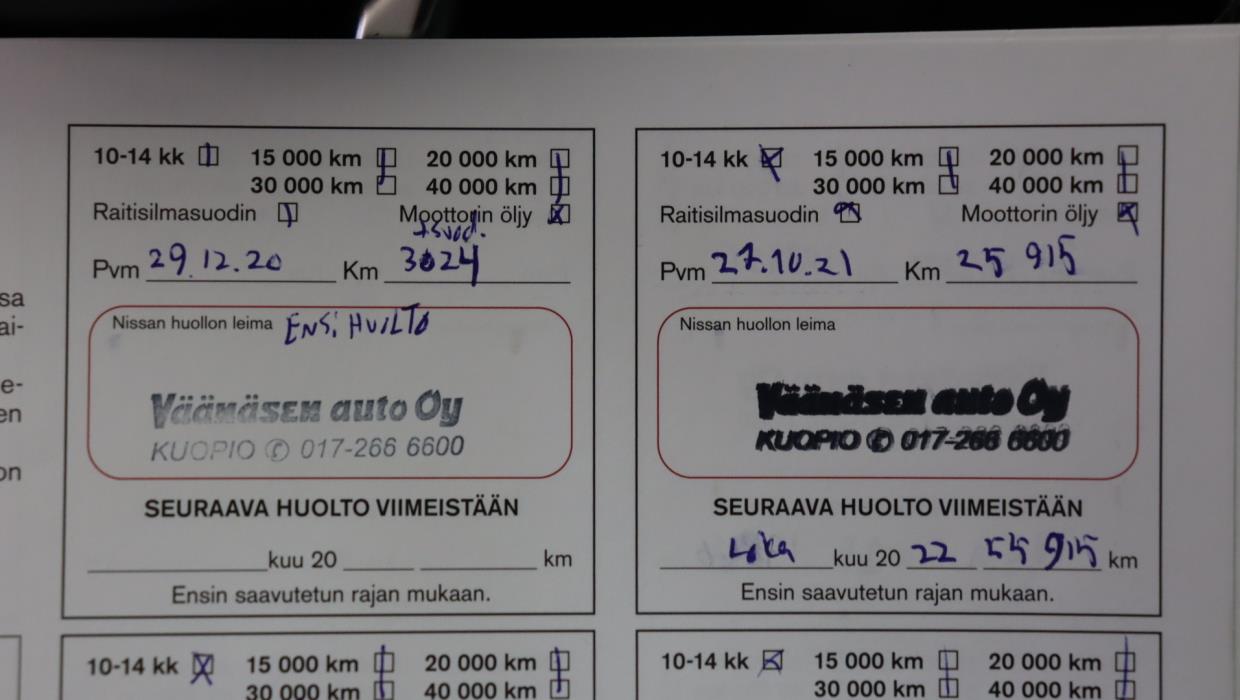 sa
ai-
e-
en
on
10-14 kk 15 000 km 20 000 km
30 000 km 40 000 km
Raitisilmasuodin Moottorin öljy
+suod.
Pvm 29.12.20 Km 3024
Nissan huollon leima ENSI HUOLTO
Väänäsen auto Oy
KUOPIO ✆ 017-266 6600
SEURAAVA HUOLTO VIIMEISTÄÄN
kuu 20 km
Ensin saavutetun rajan mukaan.
10-14 kk 15 000 km 20 000 km
30 000 km 40 000 km
10-14 kk 15 000 km 20 000 km
30 000 km 40 000 km
Raitisilmasuodin Moottorin öljy
Pvm 27.10.21 Km 25 915
Nissan huollon leima
Väänäsen auto Oy
KUOPIO ✆ 017-266 6600
SEURAAVA HUOLTO VIIMEISTÄÄN
Loka kuu 20 22 55 915 km
Ensin saavutetun rajan mukaan.
10-14 kk 15 000 km 20 000 km
30 000 km 40 000 km